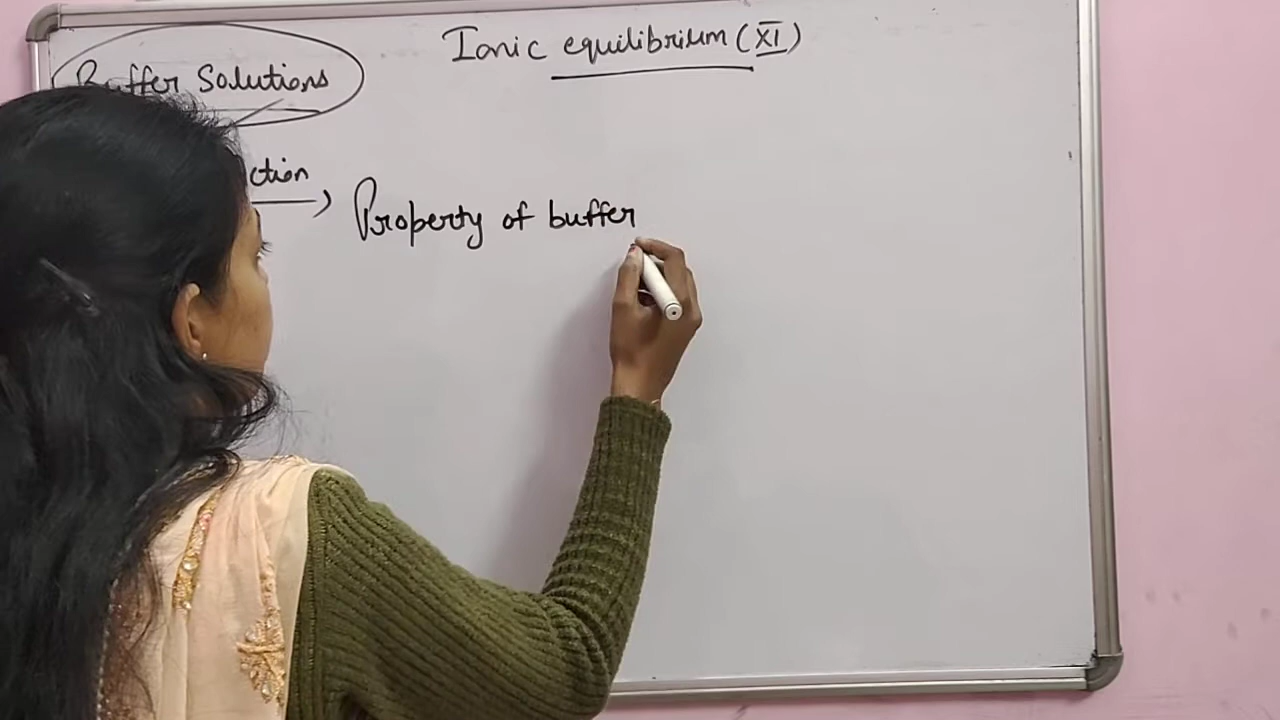 Ionic equilibrium (XI)
Buffer Solutions
ction
Property of buffer